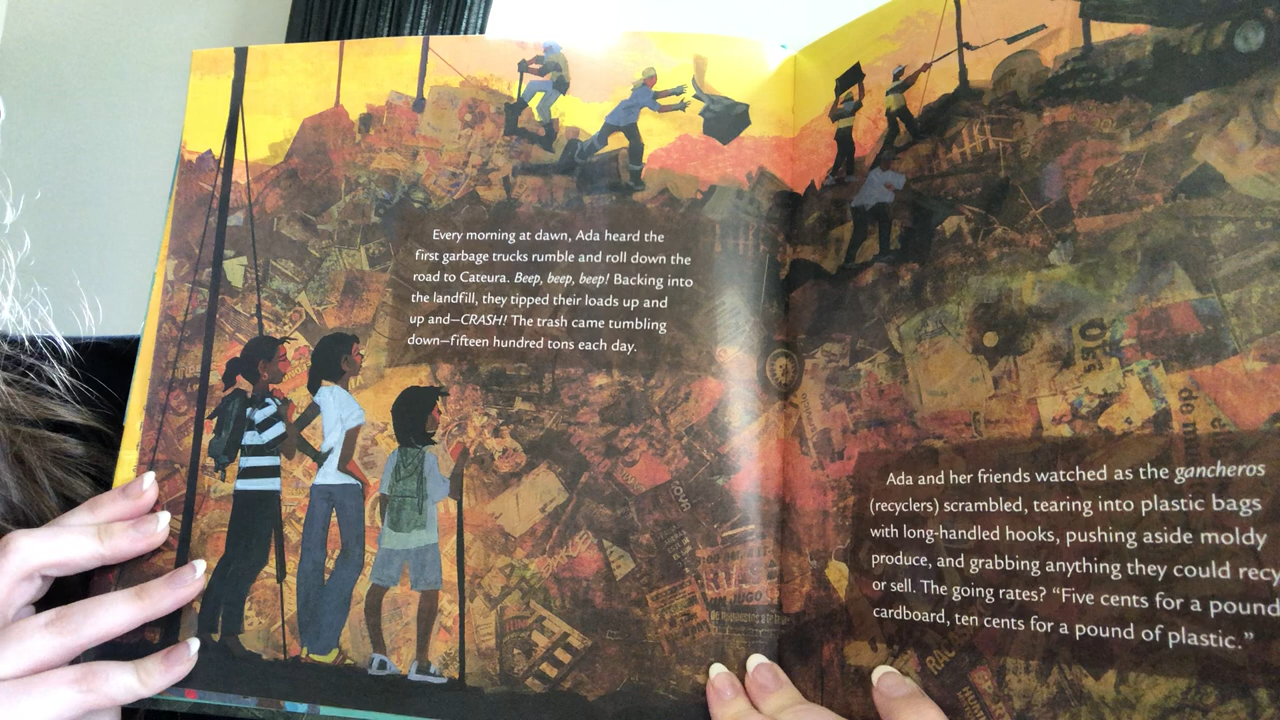 Every morning at dawn, Ada heard the
first garbage trucks rumble and roll down the
road to Cateura. Beep, beep, beep! Backing into
the landfill, they tipped their loads up and
up and—CRASH! The trash came tumbling
down—fifteen hundred tons each day.
Ada and her friends watched as the gancheros
(recyclers) scrambled, tearing into plastic bags
with long-handled hooks, pushing aside moldy
produce, and grabbing anything they could recy
or sell. The going rates? “Five cents for a pound
cardboard, ten cents for a pound of plastic.”